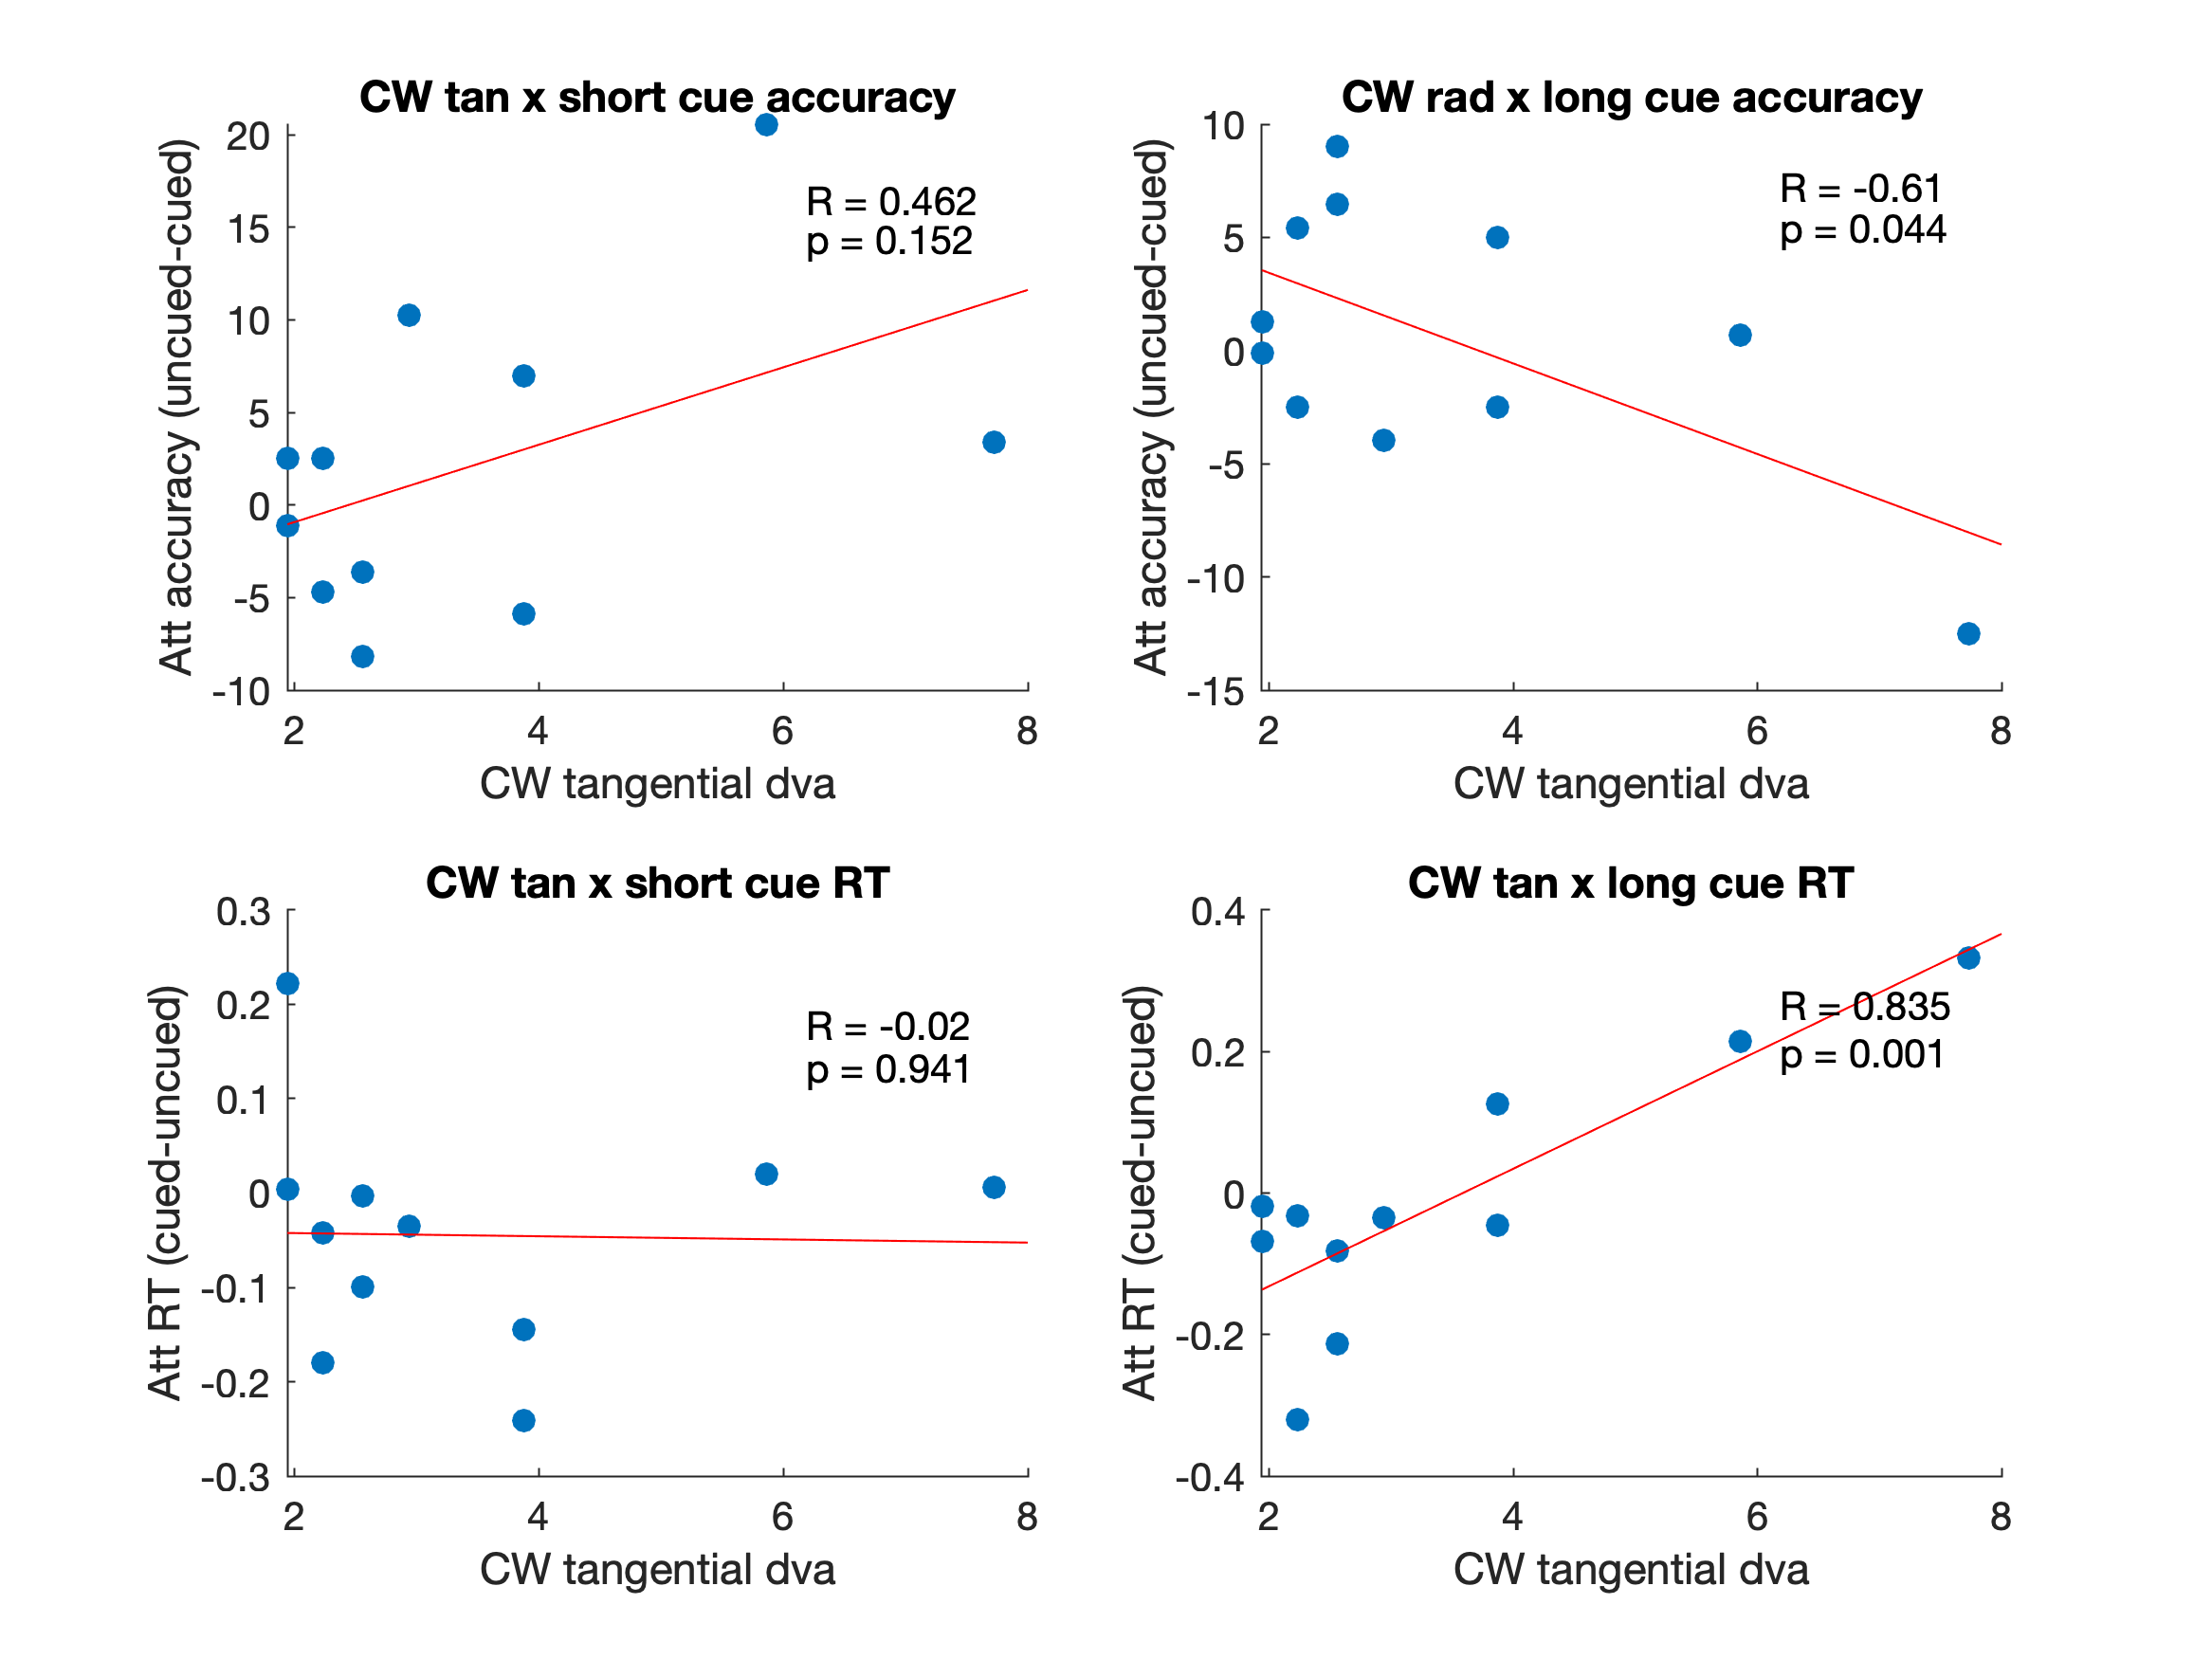 CW tan x short cue accuracy
Att accuracy (uncued-cued)
20
15
10
5
0
-5
-10
R = 0.462
p = 0.152
2 4 6 8
CW tangential dva
CW rad x long cue accuracy
Att accuracy (uncued-cued)
10
5
0
-5
-10
-15
R = -0.61
p = 0.044
2 4 6 8
CW tangential dva
CW tan x short cue RT
Att RT (cued-uncued)
0.3
0.2
0.1
0
-0.1
-0.2
-0.3
R = -0.02
p = 0.941
2 4 6 8
CW tangential dva
CW tan x long cue RT
Att RT (cued-uncued)
0.4
0.2
0
-0.2
-0.4
R = 0.835
p = 0.001
2 4 6 8
CW tangential dva